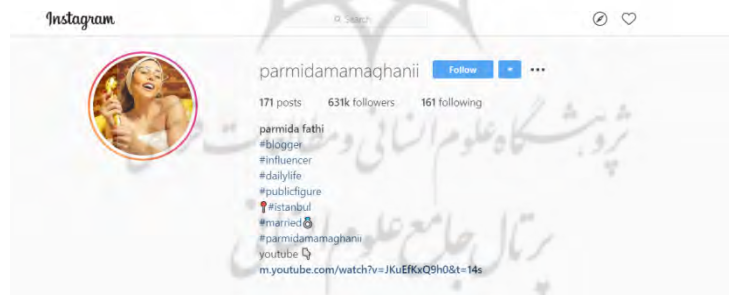 Instagram
Search
parmidamamaghanii Follow
171 posts 631k followers 161 following
parmida fathi
#blogger
#influencer
#dailylife
#publicfigure
📍#istanbul
#married💍
#parmidamamaghanii
youtube 👇
m.youtube.com/watch?v=JKuEfKxQ9h0&t=14s
پژوهشگاه علوم انسانی و مطالعات فرهنگی
پرتال جامع علوم انسانی